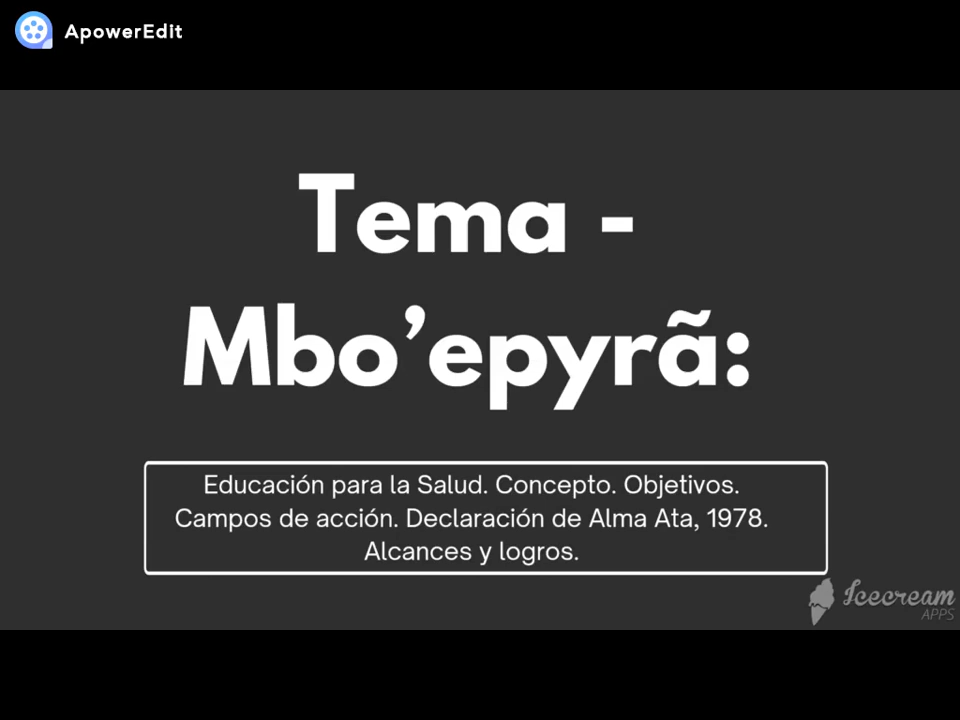 ApowerEdit
Tema -
Mbo’epyrã:
Educación para la Salud. Concepto. Objetivos.
Campos de acción. Declaración de Alma Ata, 1978.
Alcances y logros.
Icecream
APPS